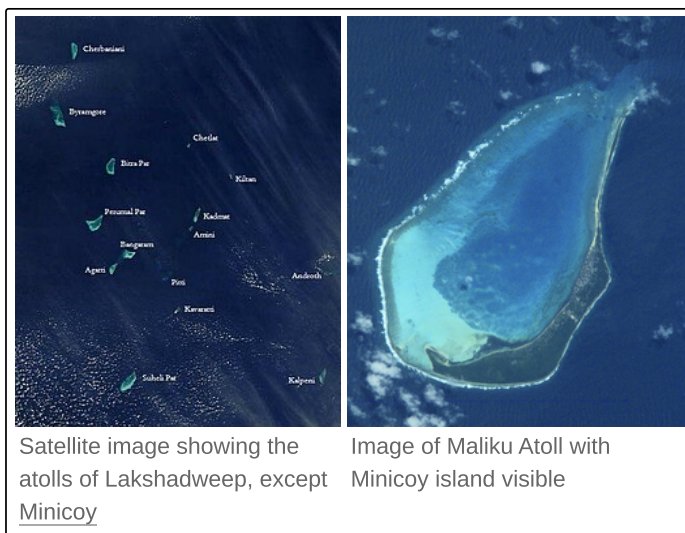 Cherbaniani
Byramgore
Chetlat
Bitra Par
Kiltan
Perumal Par
Kadmat
Amini
Bangaram
Agatti
Androth
Pitti
Kavaratti
Suheli Par
Kalpeni
Satellite image showing the
atolls of Lakshadweep, except
Minicoy
Image of Maliku Atoll with
Minicoy island visible